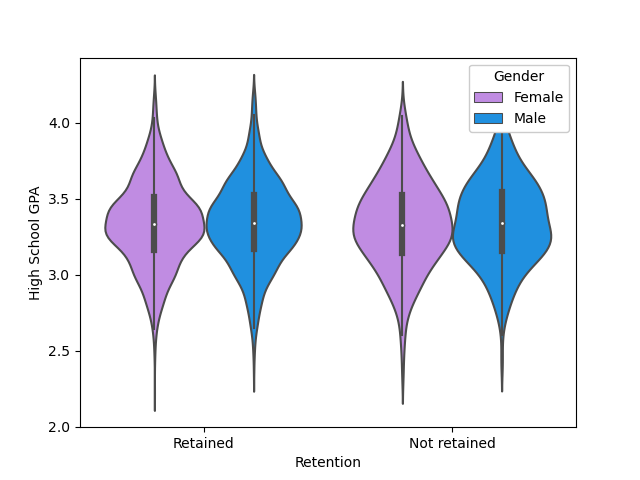 Gender
Female
Male
4.0
3.5
3.0
2.5
2.0
High School GPA
Retained
Not retained
Retention